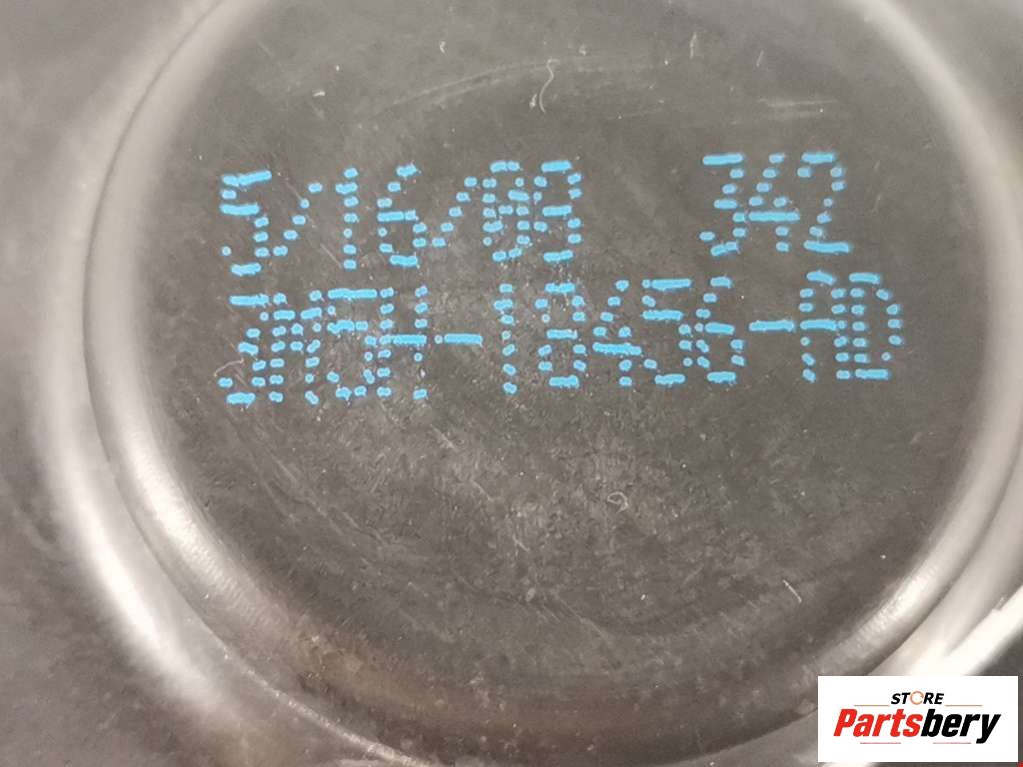 5/16/08 342
3M5H-18456-AD
STORE
Partsbery